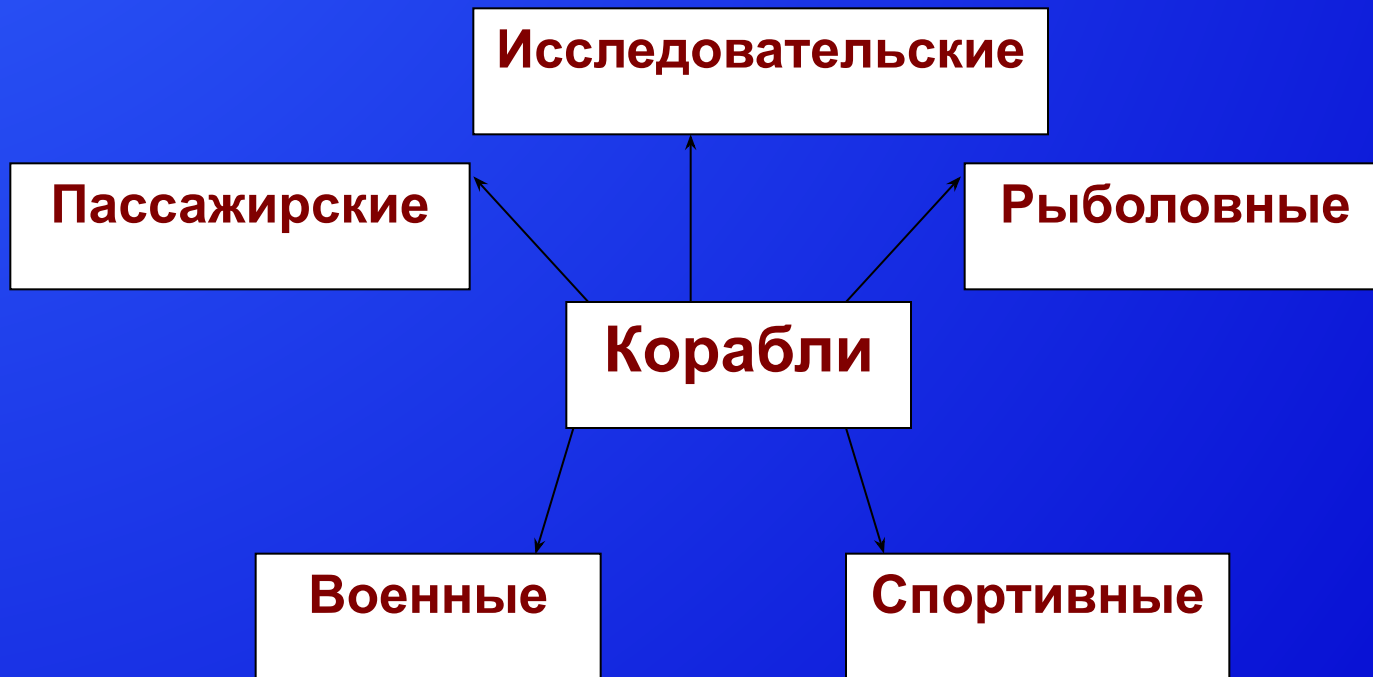 Исследовательские
Пассажирские
Рыболовные
Корабли
Военные
Спортивные